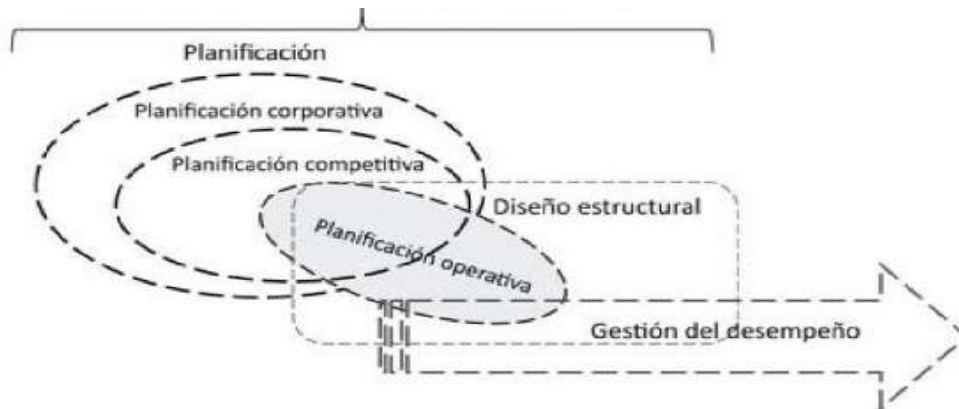 Planificación
Planificación corporativa
Planificación competitiva
Diseño estructural
Planificación operativa
Gestión del desempeño